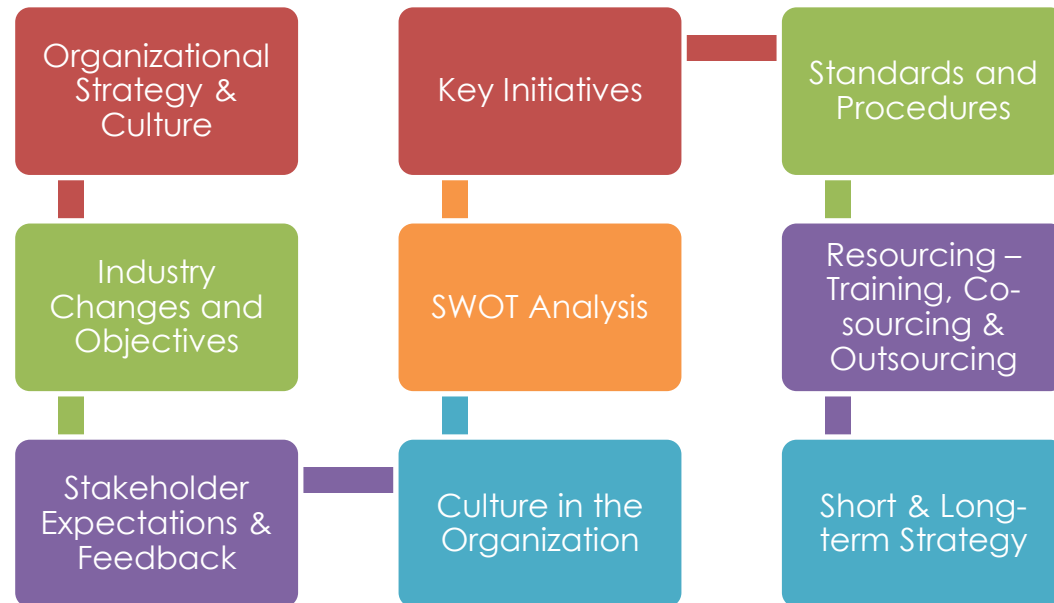 Organizational
Strategy &
Culture
Industry
Changes and
Objectives
Stakeholder
Expectations &
Feedback
Culture in the
Organization
SWOT Analysis
Key Initiatives
Standards and
Procedures
Resourcing –
Training, Co-
sourcing &
Outsourcing
Short & Long-
term Strategy